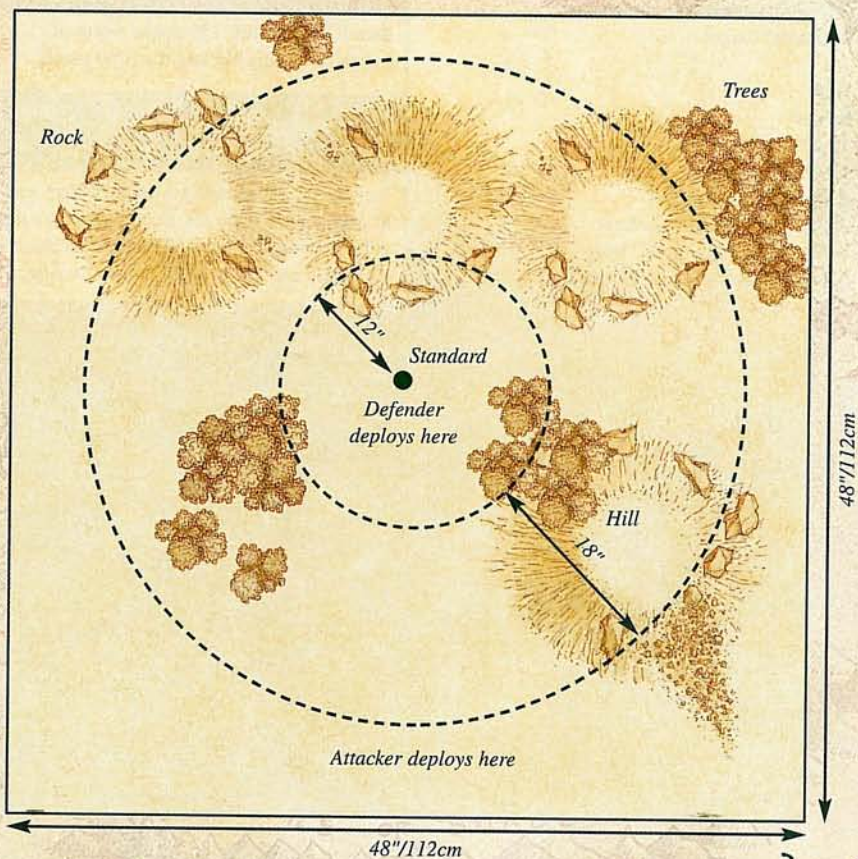 Trees
Rock
12"
Standard
Defender
deploys here
Hill
18"
Attacker deploys here
48"/112cm
48"/112cm